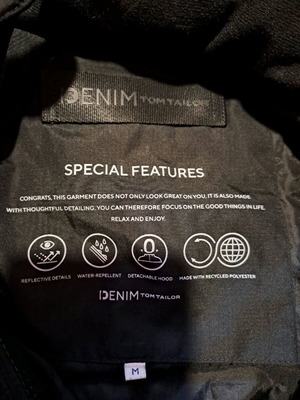 DENIM TOM TAILOR
SPECIAL FEATURES
CONGRATS, THIS GARMENT DOES NOT ONLY LOOK GREAT ON YOU, IT IS ALSO MADE
WITH THOUGHTFUL DETAILING. YOU CAN THEREFORE FOCUS ON THE GOOD THINGS IN LIFE.
RELAX AND ENJOY.
REFLECTIVE DETAILS WATER-REPELLENT DETACHABLE HOOD MADE WITH RECYCLED POLYESTER
DENIM TOM TAILOR
M